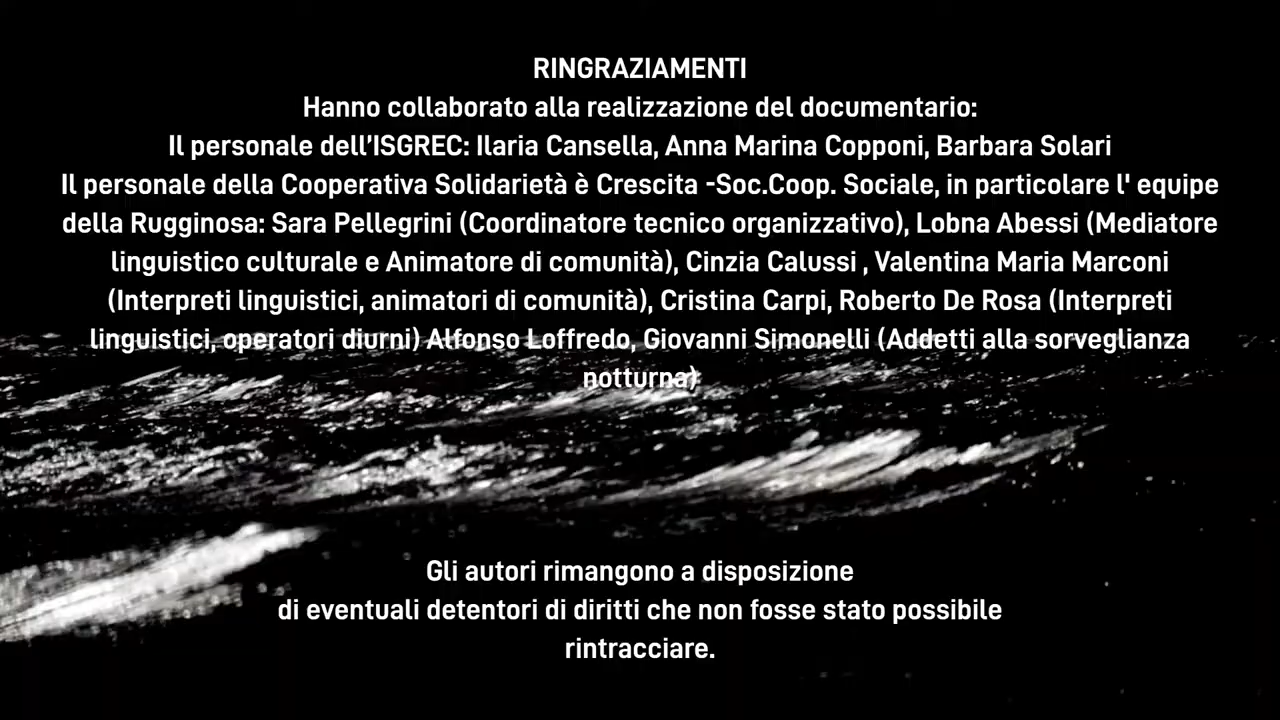 RINGRAZIAMENTI
Hanno collaborato alla realizzazione del documentario:
Il personale dell’ISGREC: Ilaria Cansella, Anna Marina Copponi, Barbara Solari
Il personale della Cooperativa Solidarietà è Crescita -Soc.Coop. Sociale, in particolare l' equipe
della Rugginosa: Sara Pellegrini (Coordinatore tecnico organizzativo), Lobna Abessi (Mediatore
linguistico culturale e Animatore di comunità), Cinzia Calussi , Valentina Maria Marconi
(Interpreti linguistici, animatori di comunità), Cristina Carpi, Roberto De Rosa (Interpreti
linguistici, operatori diurni) Alfonso Loffredo, Giovanni Simonelli (Addetti alla sorveglianza
notturna)
Gli autori rimangono a disposizione
di eventuali detentori di diritti che non fosse stato possibile
rintracciare.